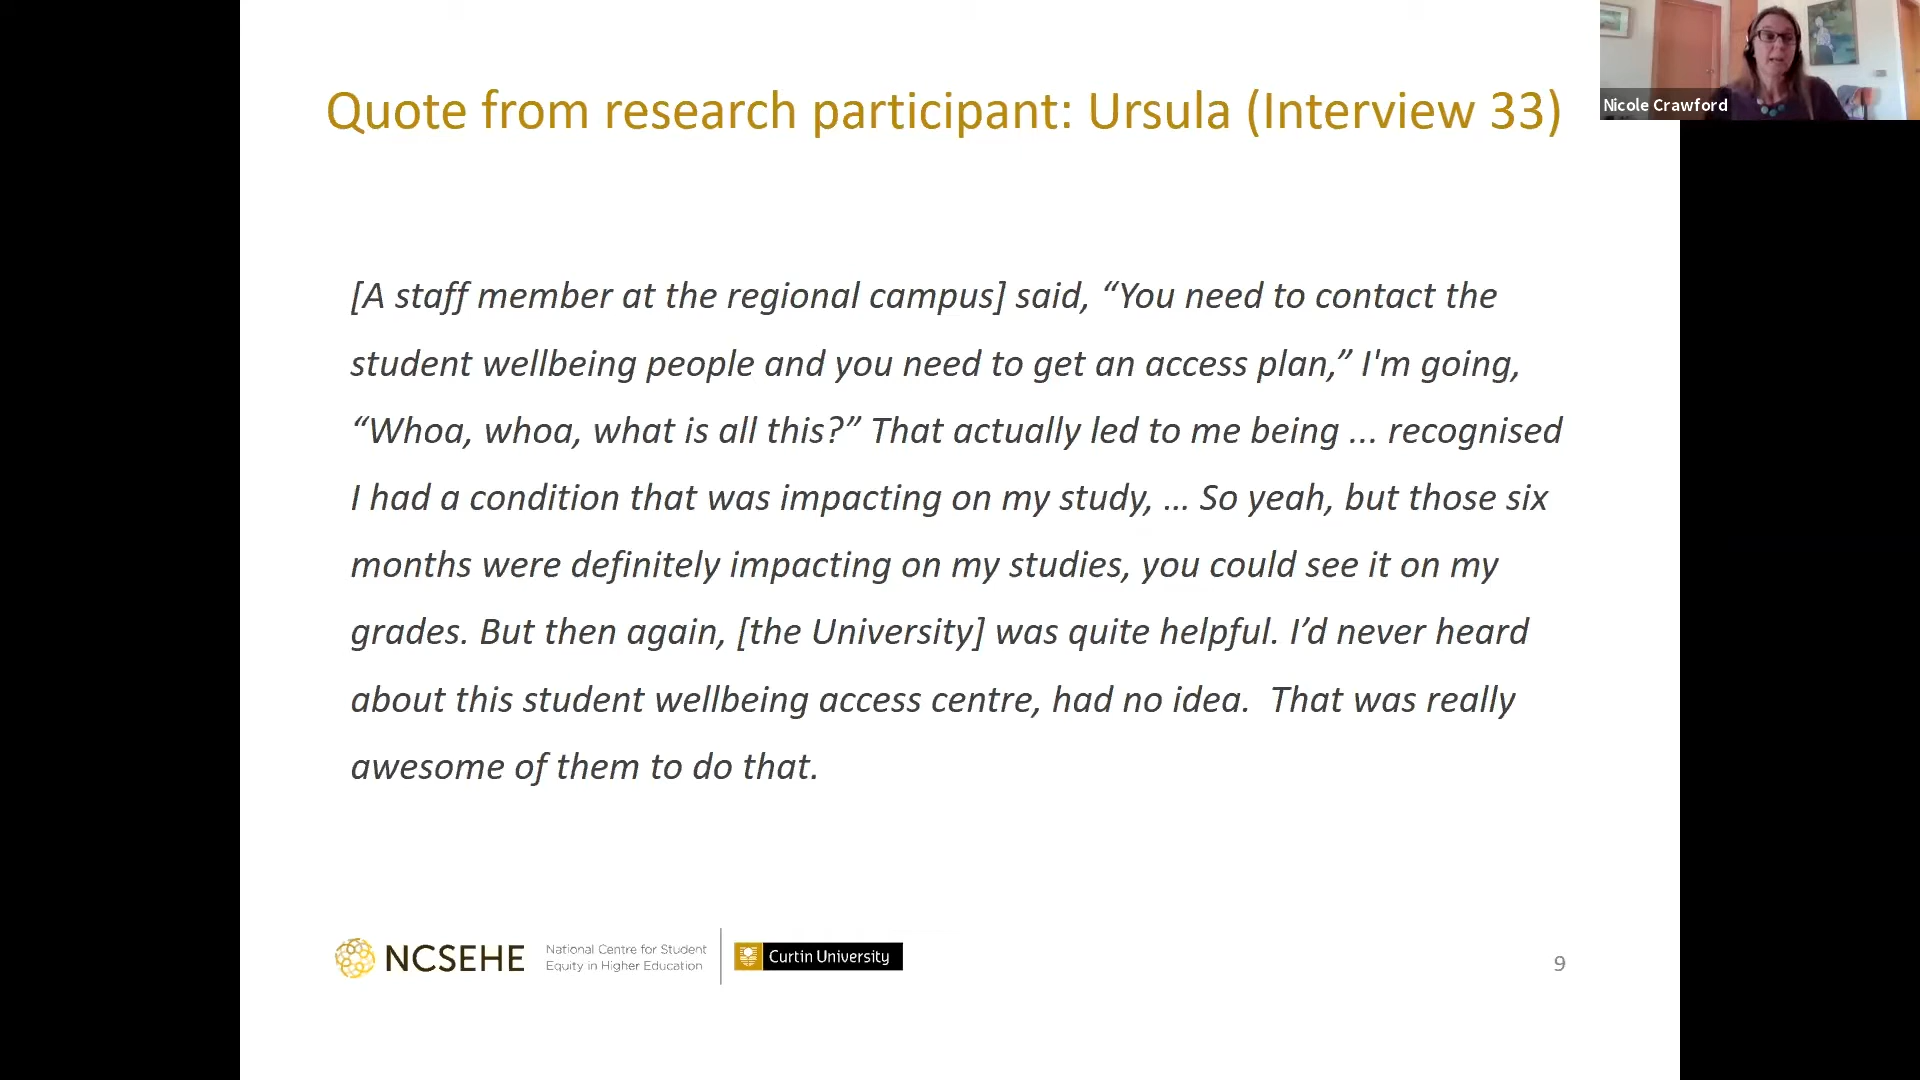 Quote from research participant: Ursula (Interview 33)
Nicole Crawford
[A staff member at the regional campus] said, “You need to contact the
student wellbeing people and you need to get an access plan,” I'm going,
“Whoa, whoa, what is all this?” That actually led to me being ... recognised
I had a condition that was impacting on my study, … So yeah, but those six
months were definitely impacting on my studies, you could see it on my
grades. But then again, [the University] was quite helpful. I’d never heard
about this student wellbeing access centre, had no idea.  That was really
awesome of them to do that.
NCSEHE
National Centre for Student
Equity in Higher Education
Curtin University
9